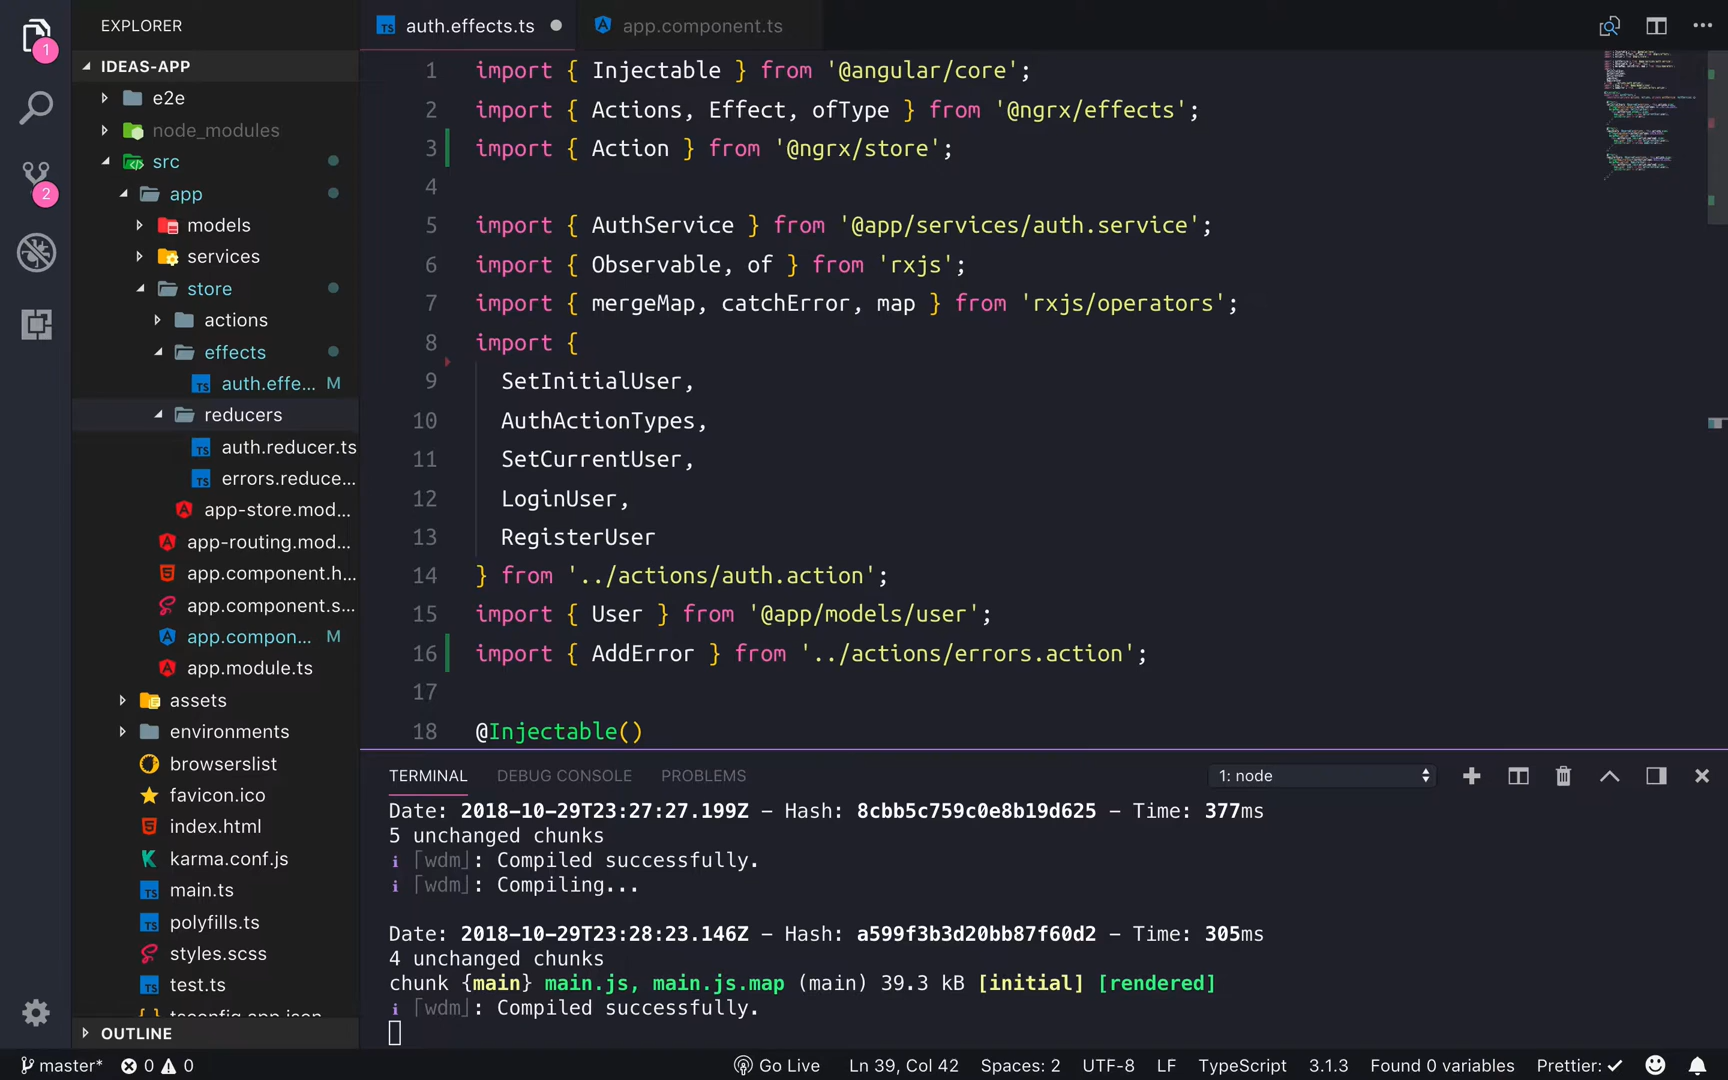 EXPLORER
auth.effects.ts
app.component.ts
1
2
IDEAS-APP
e2e
node_modules
src
app
models
services
store
actions
effects
auth.effe... M
reducers
auth.reducer.ts
errors.reduce...
app-store.mod...
app-routing.mod...
app.component.h...
app.component.s...
app.compon... M
app.module.ts
assets
environments
browserslist
favicon.ico
index.html
karma.conf.js
main.ts
polyfills.ts
styles.scss
test.ts
tsconfig.app.json
OUTLINE
1 import { Injectable } from '@angular/core';
2 import { Actions, Effect, ofType } from '@ngrx/effects';
3 import { Action } from '@ngrx/store';
4
5 import { AuthService } from '@app/services/auth.service';
6 import { Observable, of } from 'rxjs';
7 import { mergeMap, catchError, map } from 'rxjs/operators';
8 import {
9 SetInitialUser,
10 AuthActionTypes,
11 SetCurrentUser,
12 LoginUser,
13 RegisterUser
14 } from '../actions/auth.action';
15 import { User } from '@app/models/user';
16 import { AddError } from '../actions/errors.action';
17
18 @Injectable()
TERMINAL DEBUG CONSOLE PROBLEMS 1: node
Date: 2018-10-29T23:27:27.199Z - Hash: 8cbb5c759c0e8b19d625 - Time: 377ms
5 unchanged chunks
i ｢wdm｣: Compiled successfully.
i ｢wdm｣: Compiling...
Date: 2018-10-29T23:28:23.146Z - Hash: a599f3b3d20bb87f60d2 - Time: 305ms
4 unchanged chunks
chunk {main} main.js, main.js.map (main) 39.3 kB [initial] [rendered]
i ｢wdm｣: Compiled successfully.
master* 0 0 Go Live Ln 39, Col 42 Spaces: 2 UTF-8 LF TypeScript 3.1.3 Found 0 variables Prettier: ✓